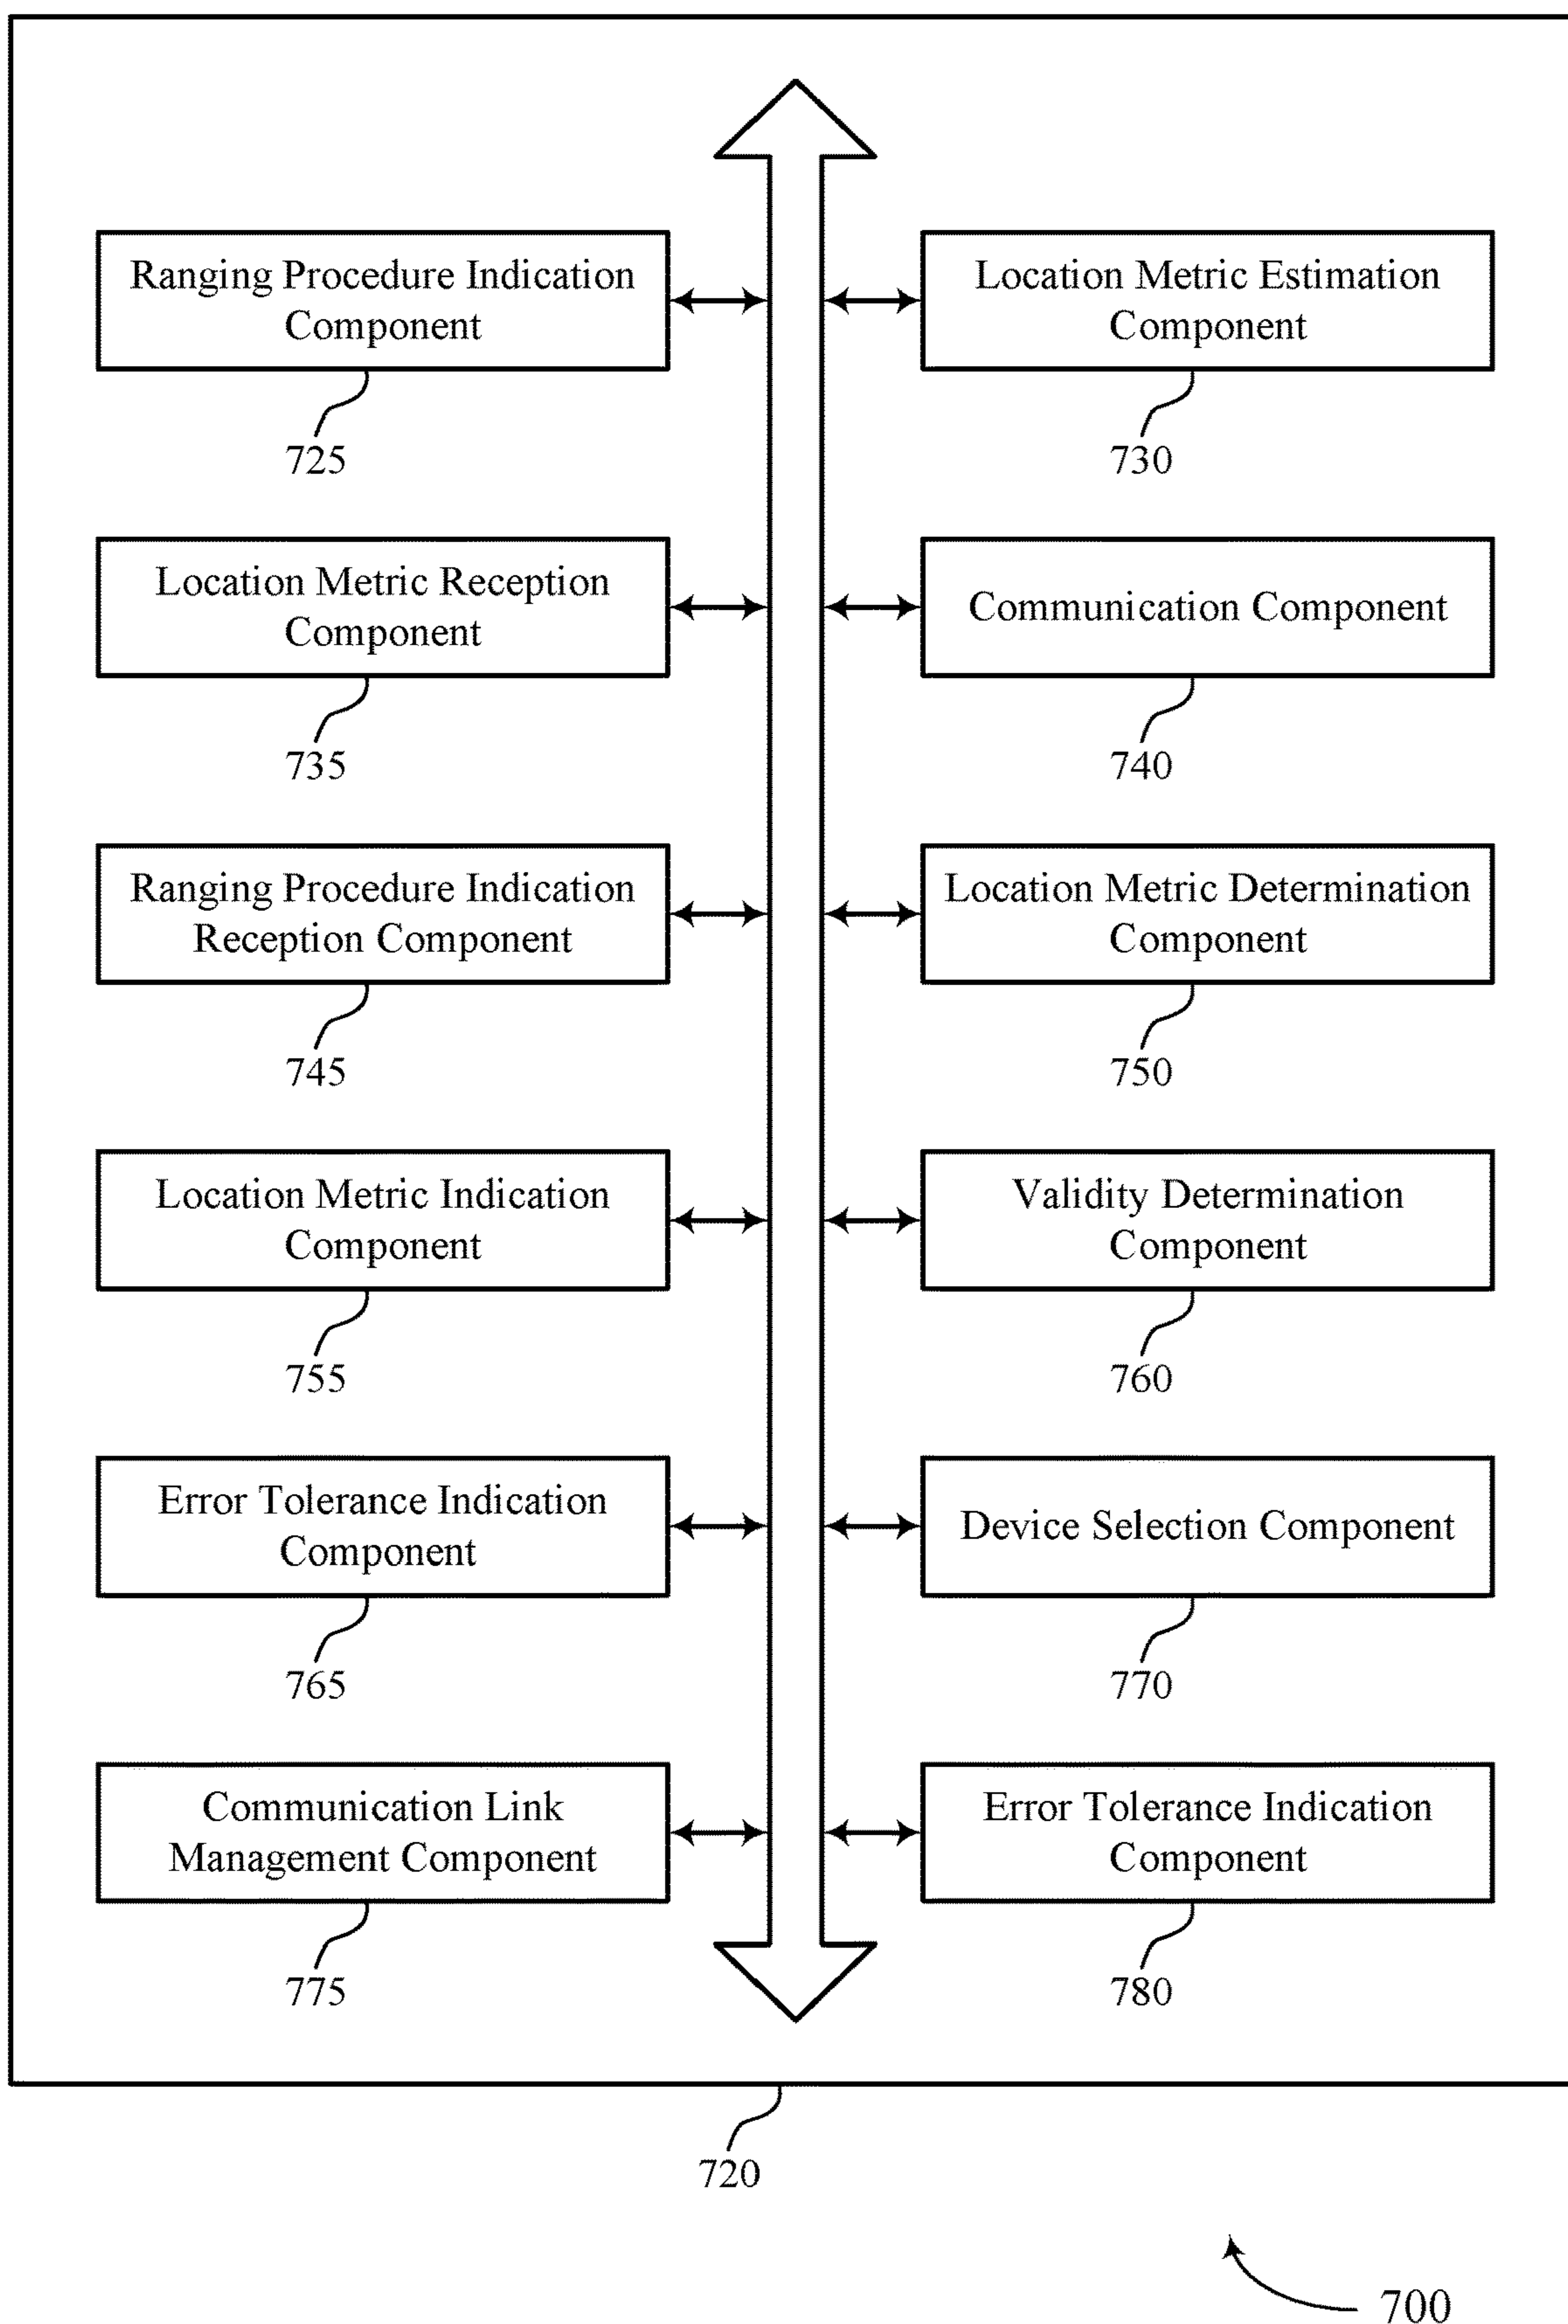 Ranging Procedure Indication
Component
725
Location Metric Estimation
Component
730
Location Metric Reception
Component
735
Communication Component
740
Ranging Procedure Indication
Reception Component
745
Location Metric Determination
Component
750
Location Metric Indication
Component
755
Validity Determination
Component
760
Error Tolerance Indication
Component
765
Device Selection Component
770
Communication Link
Management Component
775
Error Tolerance Indication
Component
780
720
700